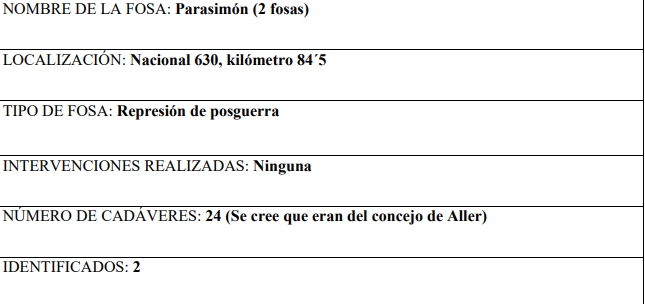 NOMBRE DE LA FOSA: Parasimón (2 fosas)
LOCALIZACIÓN: Nacional 630, kilómetro 84´5
TIPO DE FOSA: Represión de posguerra
INTERVENCIONES REALIZADAS: Ninguna
NÚMERO DE CADÁVERES: 24 (Se cree que eran del concejo de Aller)
IDENTIFICADOS: 2